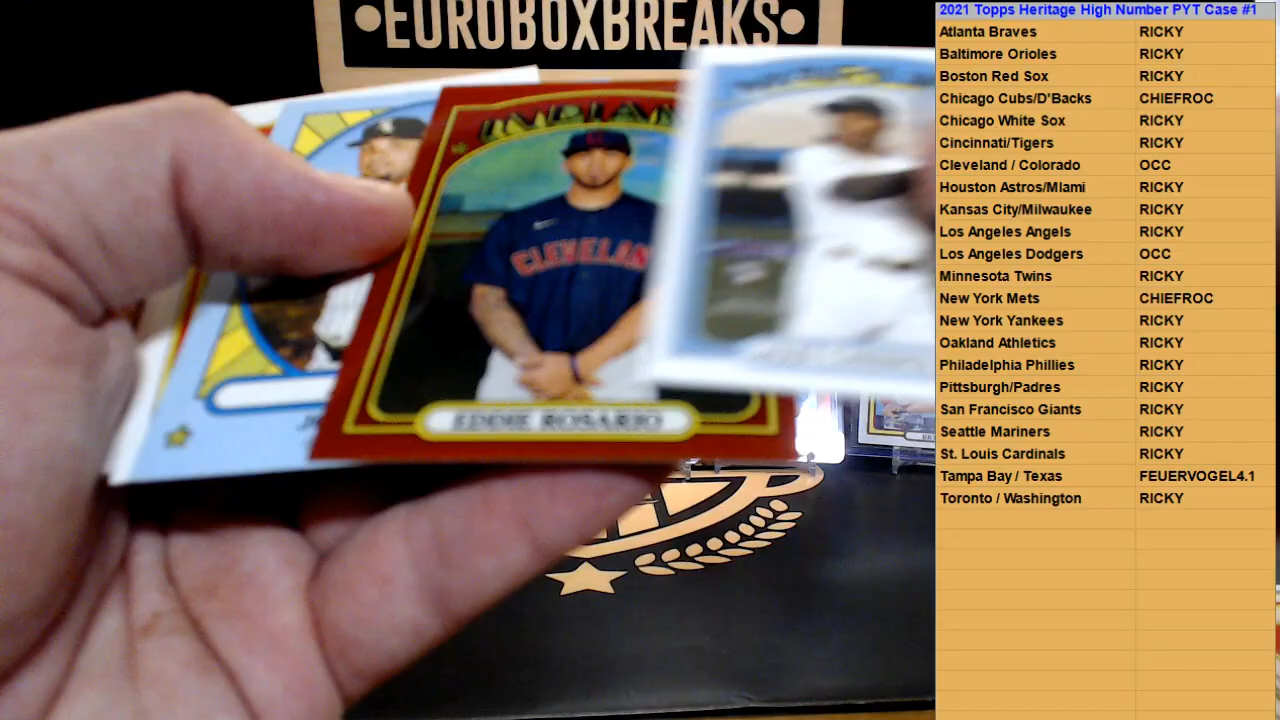 EUROBOXBREAKS
INDIAN
CLEVELAN
EDDIE ROSARIO
2021 Topps Heritage High Number PYT Case #1
Atlanta Braves RICKY
Baltimore Orioles RICKY
Boston Red Sox RICKY
Chicago Cubs/D'Backs CHIEFROC
Chicago White Sox RICKY
Cincinnati/Tigers RICKY
Cleveland / Colorado OCC
Houston Astros/MIami RICKY
Kansas City/Milwaukee RICKY
Los Angeles Angels RICKY
Los Angeles Dodgers OCC
Minnesota Twins RICKY
New York Mets CHIEFROC
New York Yankees RICKY
Oakland Athletics RICKY
Philadelphia Phillies RICKY
Pittsburgh/Padres RICKY
San Francisco Giants RICKY
Seattle Mariners RICKY
St. Louis Cardinals RICKY
Tampa Bay / Texas FEUERVOGEL4.1
Toronto / Washington RICKY